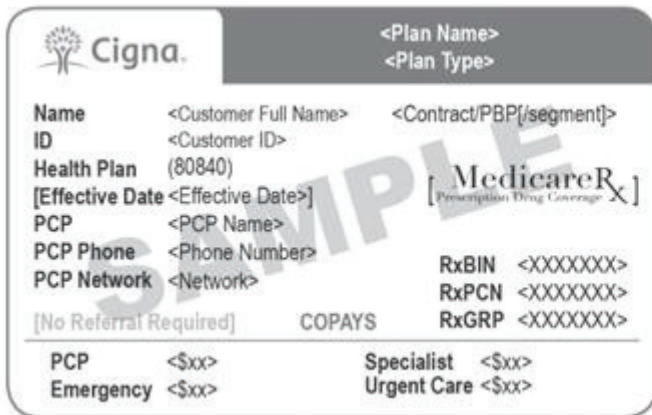 Cigna.
<Plan Name>
<Plan Type>
Name <Customer Full Name> <Contract/PBP[/segment]>
ID <Customer ID>
Health Plan (80840)
[Effective Date <Effective Date>]
[MedicareRx
Prescription Drug Coverage]
PCP <PCP Name>
PCP Phone <Phone Number>
PCP Network <Network>
RxBIN <XXXXXXX>
RxPCN <XXXXXXX>
RxGRP <XXXXXXX>
[No Referral Required] COPAYS
PCP <$xx> Specialist <$xx>
Emergency <$xx> Urgent Care <$xx>
SAMPLE